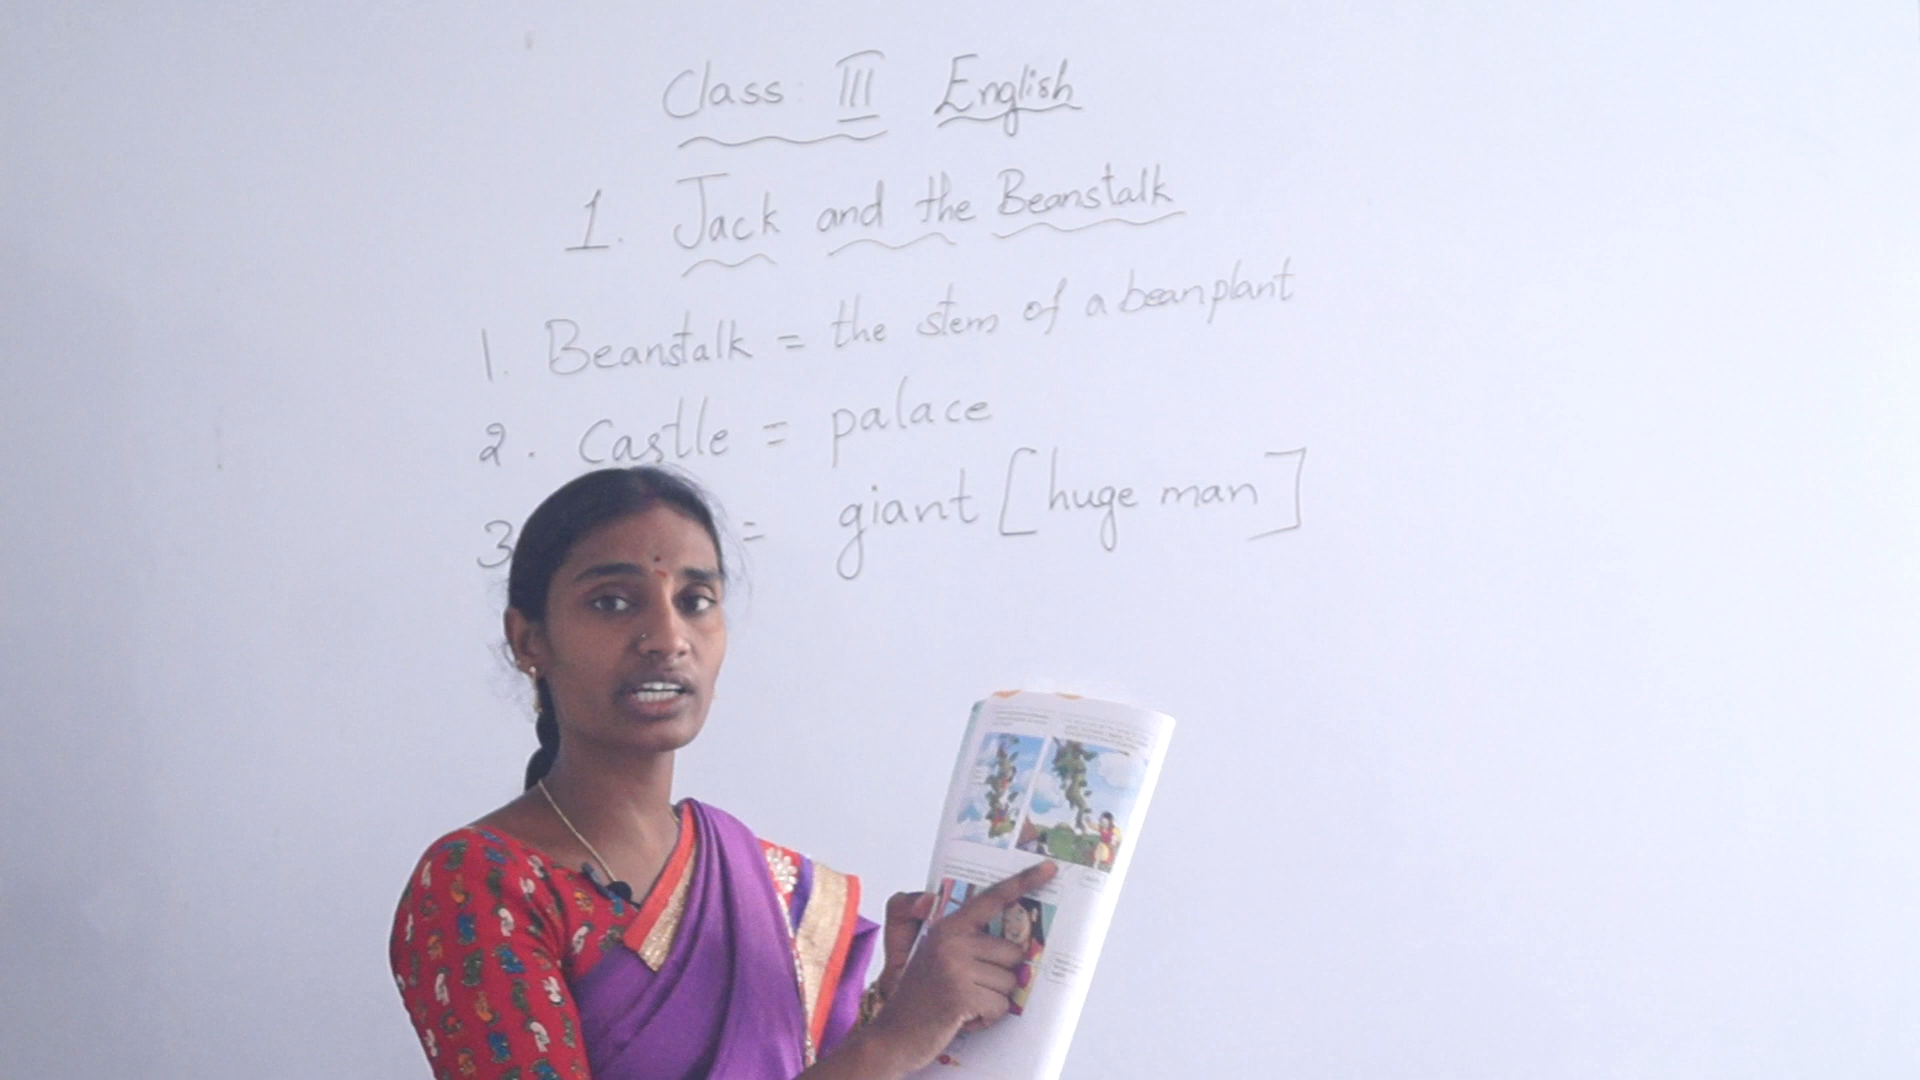 Class : III English
1. Jack and the Beanstalk
1. Beanstalk = the stem of a beanplant
2. Castle = palace
3 = giant [huge man]